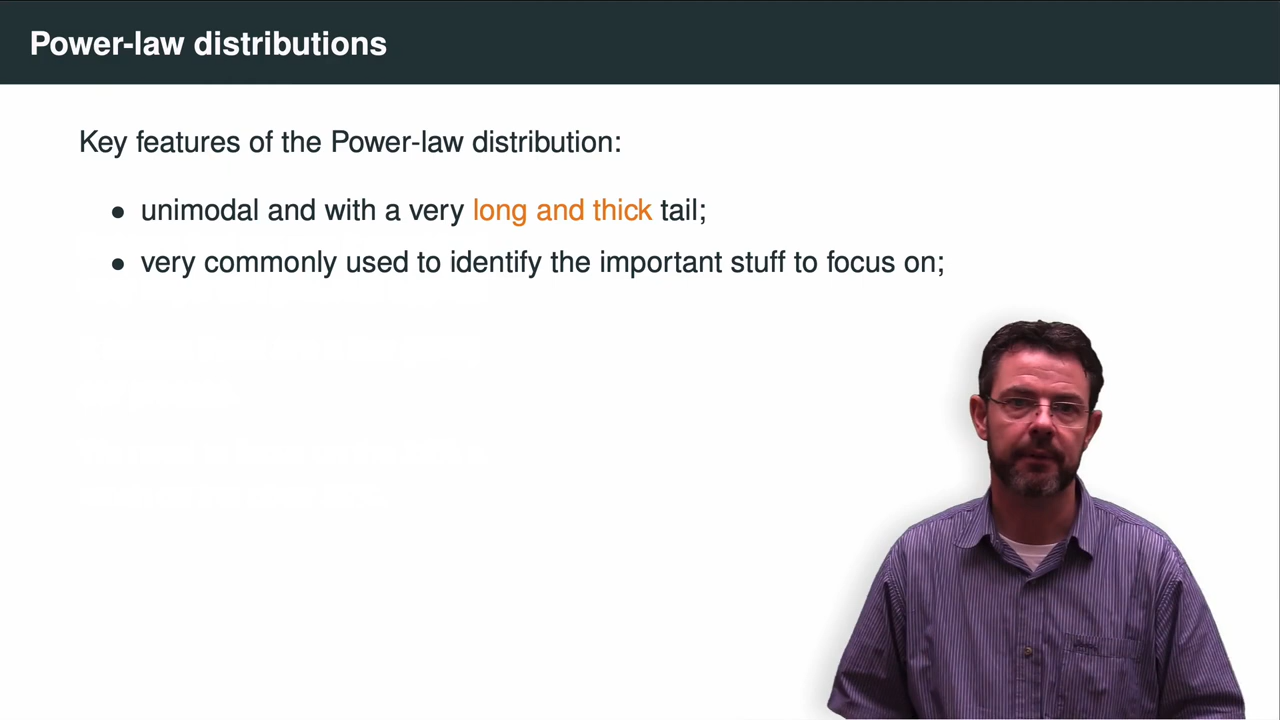 Power-law distributions
Key features of the Power-law distribution:
• unimodal and with a very long and thick tail;
• very commonly used to identify the important stuff to focus on;